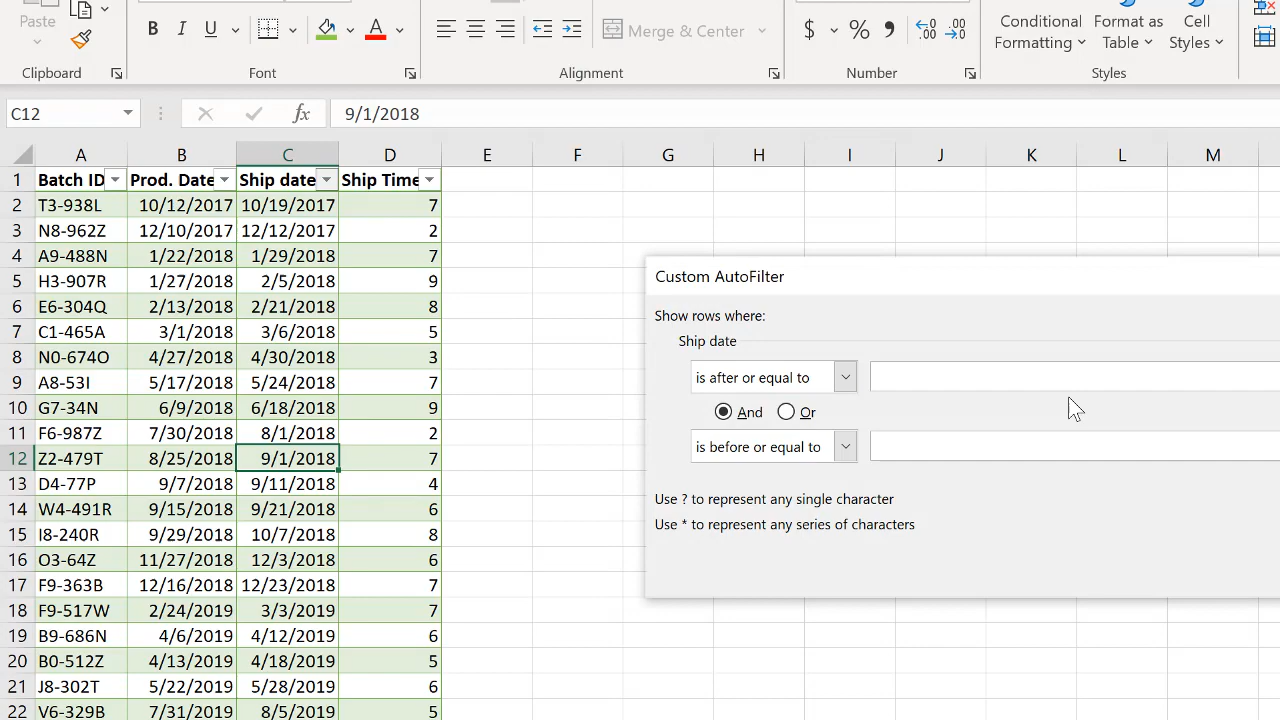 Paste
B I U A
Merge & Center
$ % 9 .00
Conditional Formatting
Format as Table
Cell Styles
Clipboard Font Alignment Number Styles
C12 fx 9/1/2018
A B C D E F G H I J K L M
1 Batch ID Prod. Date Ship date Ship Time
2 T3-938L 10/12/2017 10/19/2017 7
3 N8-962Z 12/10/2017 12/12/2017 2
4 A9-488N 1/22/2018 1/29/2018 7
5 H3-907R 1/27/2018 2/5/2018 9
6 E6-304Q 2/13/2018 2/21/2018 8
7 C1-465A 3/1/2018 3/6/2018 5
8 N0-674O 4/27/2018 4/30/2018 3
9 A8-53I 5/17/2018 5/24/2018 7
10 G7-34N 6/9/2018 6/18/2018 9
11 F6-987Z 7/30/2018 8/1/2018 2
12 Z2-479T 8/25/2018 9/1/2018 7
13 D4-77P 9/7/2018 9/11/2018 4
14 W4-491R 9/15/2018 9/21/2018 6
15 I8-240R 9/29/2018 10/7/2018 8
16 O3-64Z 11/27/2018 12/3/2018 6
17 F9-363B 12/16/2018 12/23/2018 7
18 F9-517W 2/24/2019 3/3/2019 7
19 B9-686N 4/6/2019 4/12/2019 6
20 B0-512Z 4/13/2019 4/18/2019 5
21 J8-302T 5/22/2019 5/28/2019 6
22 V6-329B 7/31/2019 8/5/2019 5
Custom AutoFilter
Show rows where:
Ship date
is after or equal to
And Or
is before or equal to
Use ? to represent any single character
Use * to represent any series of characters